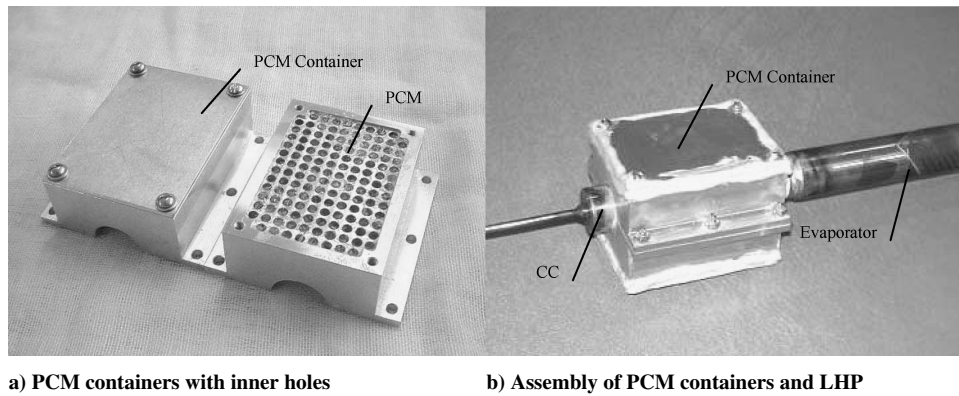 PCM Container
PCM
PCM Container
Evaporator
CC
a) PCM containers with inner holes
b) Assembly of PCM containers and LHP